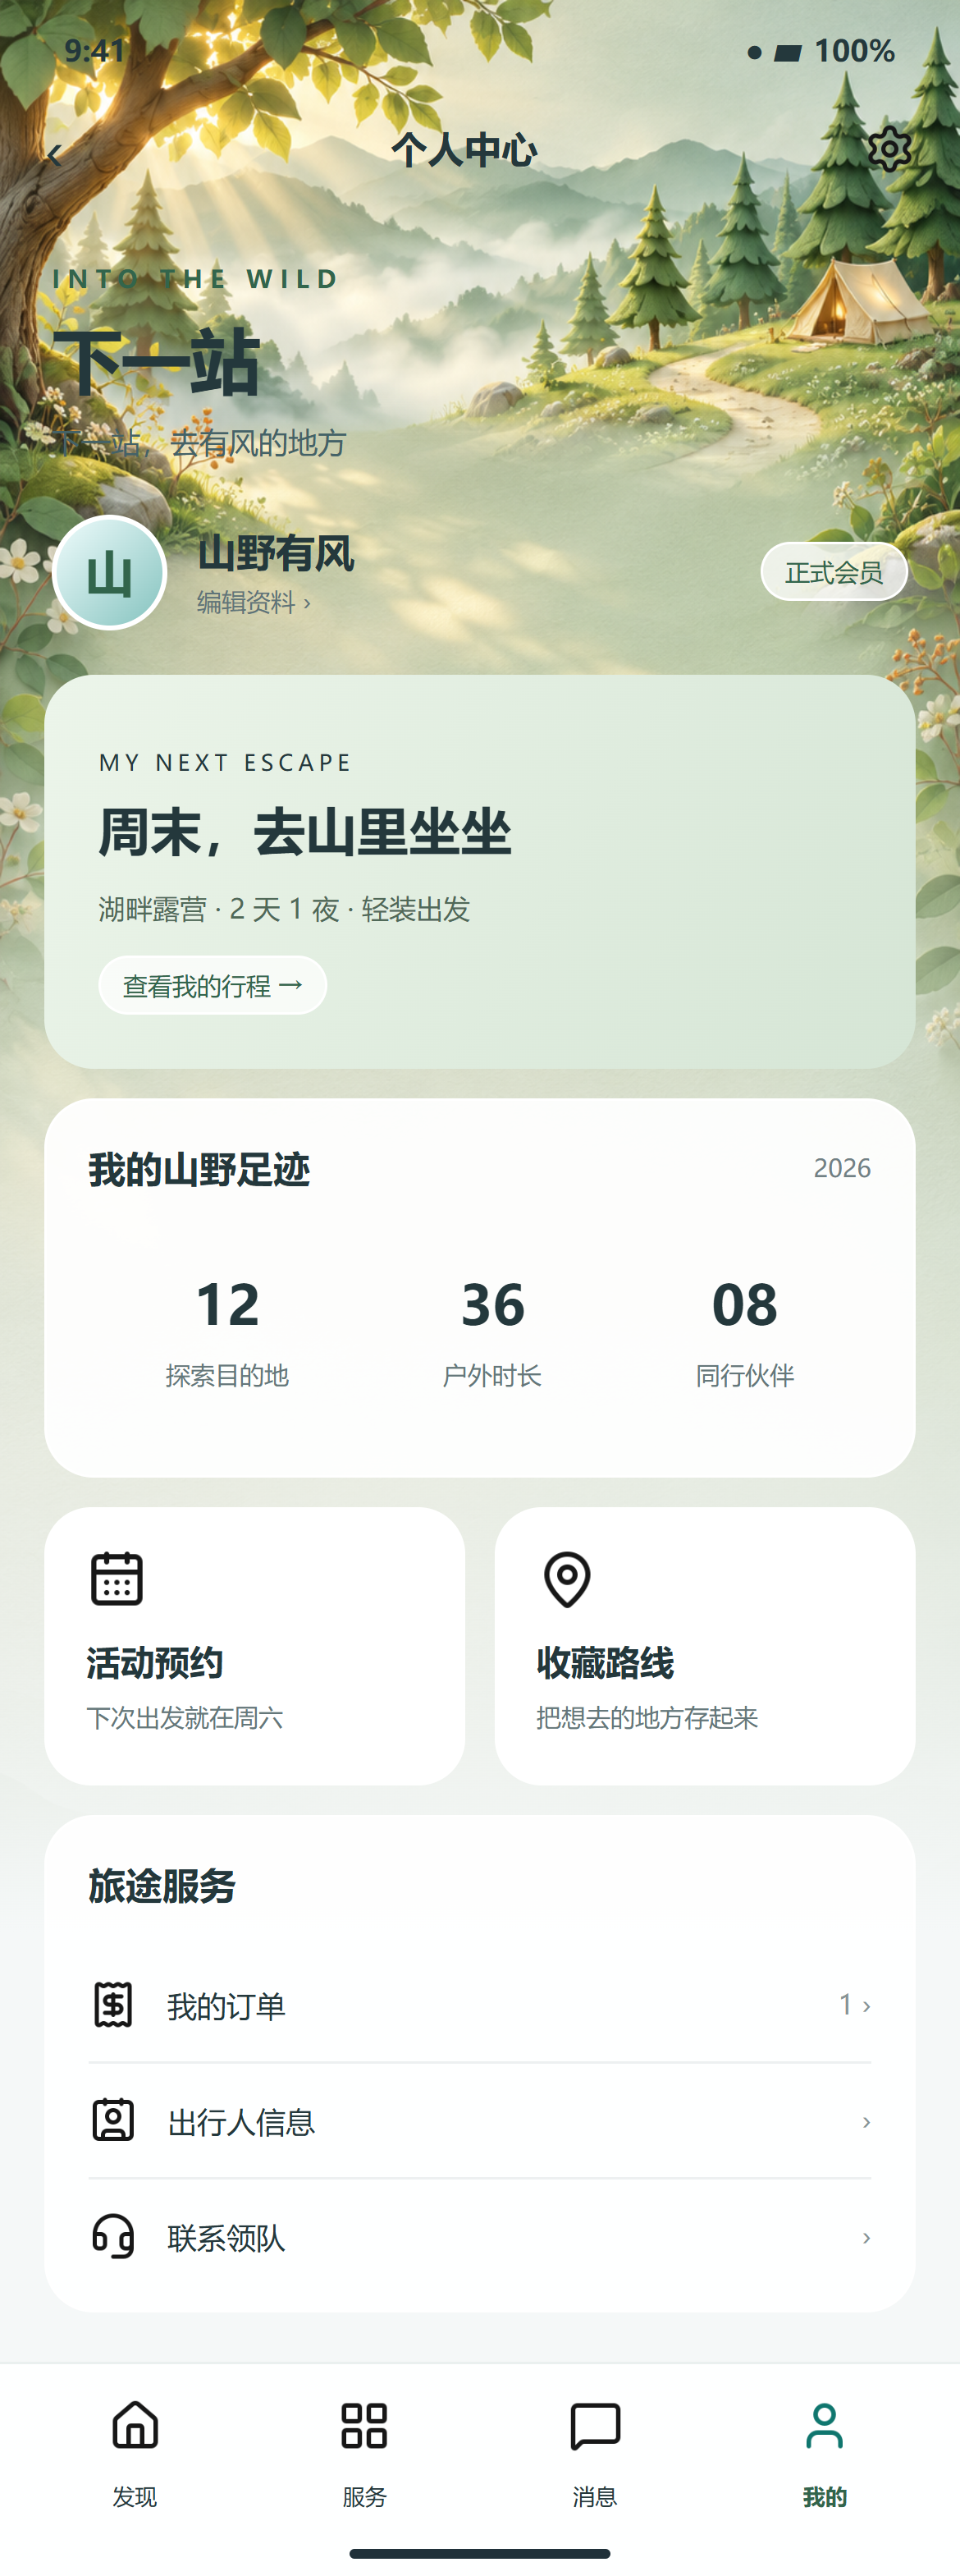 9:41
100%
‹
个人中心
INTO THE WILD
下一站
下一站，去有风的地方
山
山野有风
编辑资料 ›
正式会员
MY NEXT ESCAPE
周末，去山里坐坐
湖畔露营 · 2 天 1 夜 · 轻装出发
查看我的行程 →
我的山野足迹
2026
12
36
08
探索目的地
户外时长
同行伙伴
活动预约
下次出发就在周六
收藏路线
把想去的地方存起来
旅途服务
我的订单
1 ›
出行人信息
›
联系领队
›
发现
服务
消息
我的